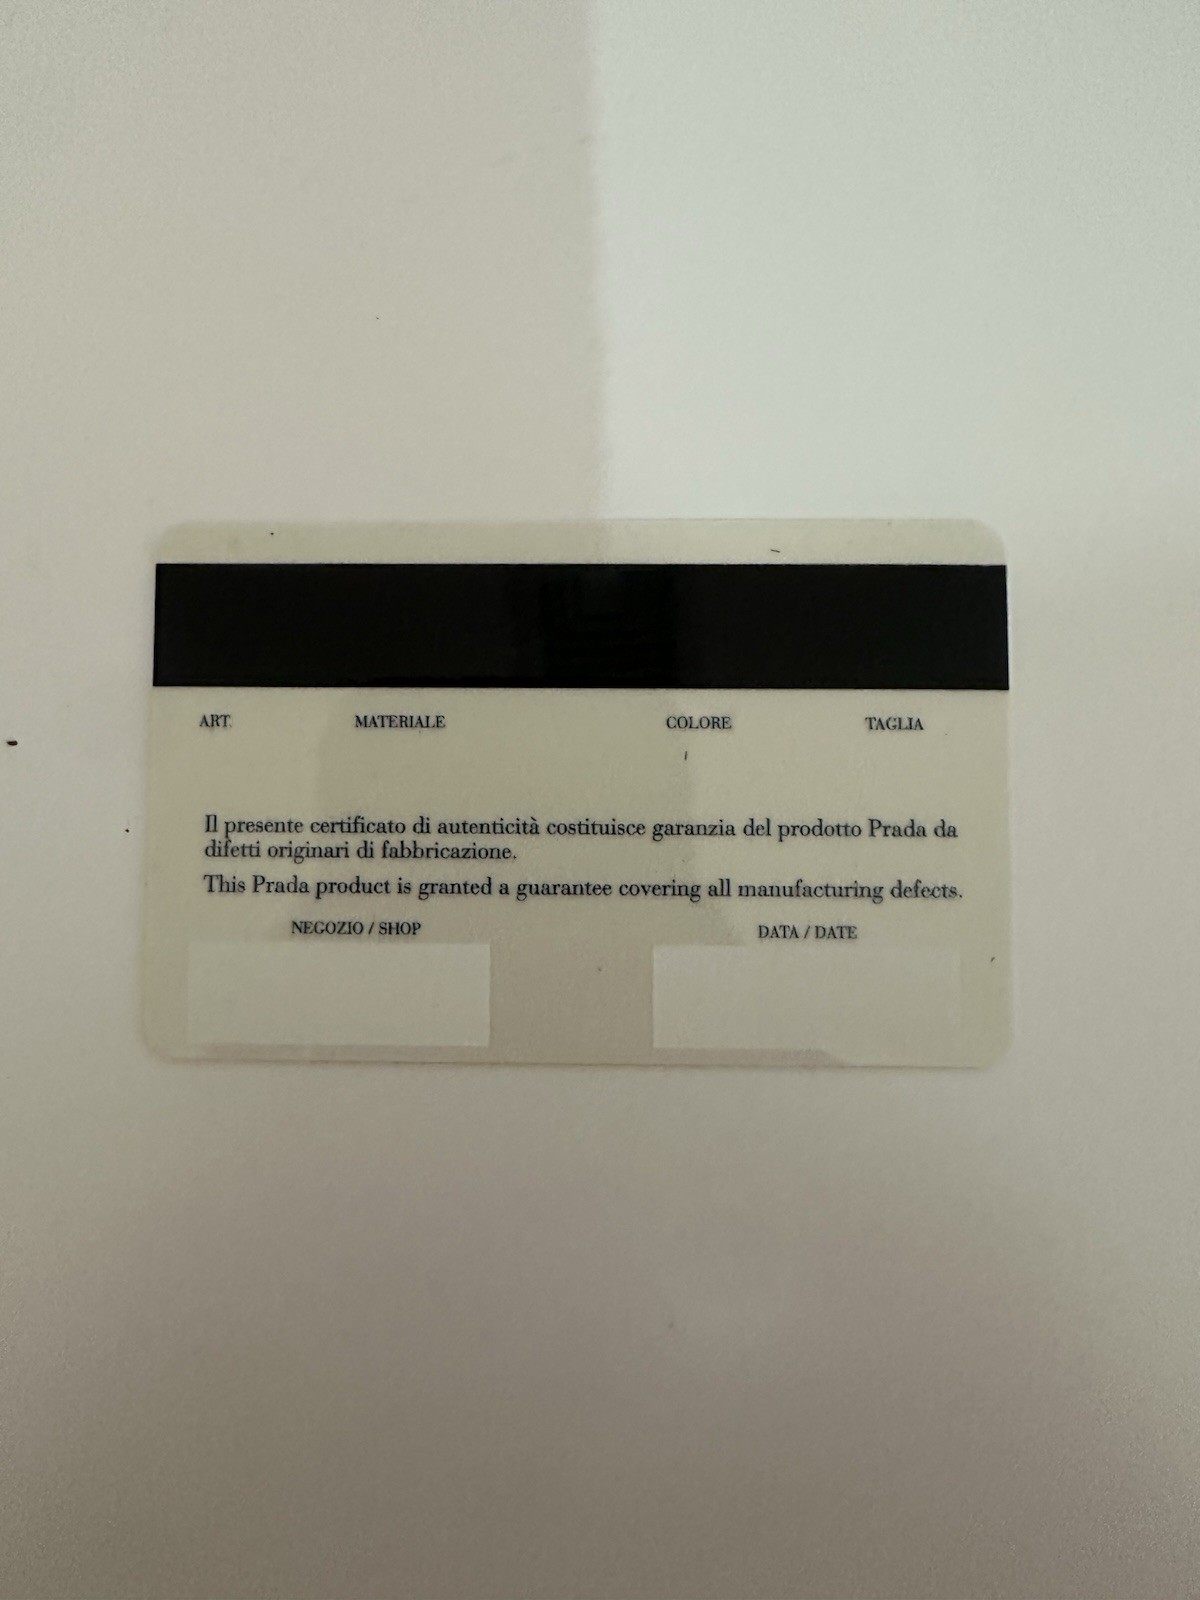 ART. MATERIALE COLORE TAGLIA
Il presente certificato di autenticità costituisce garanzia del prodotto Prada da
difetti originari di fabbricazione.
This Prada product is granted a guarantee covering all manufacturing defects.
NEGOZIO / SHOP DATA / DATE